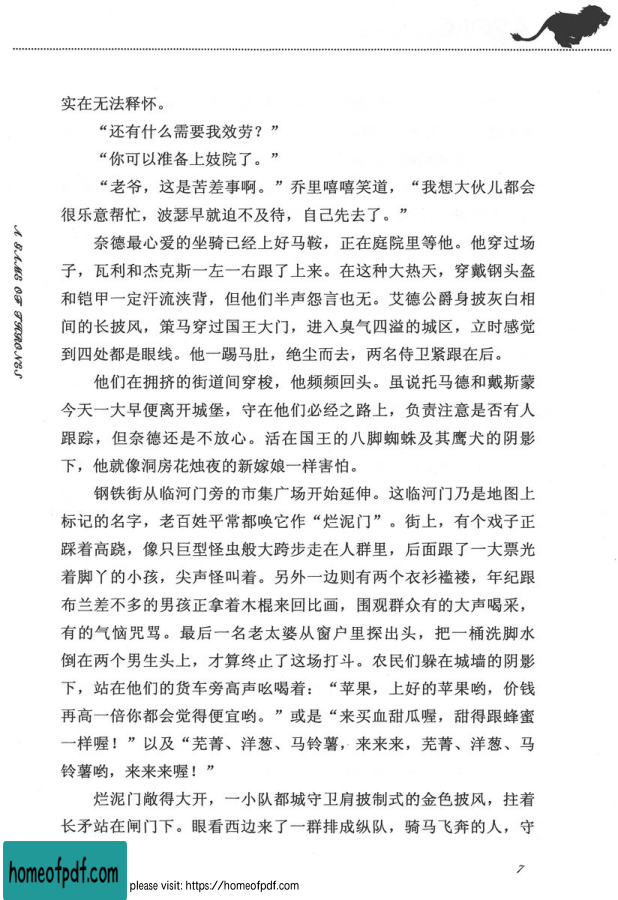 实在无法释怀。
“还有什么需要我效劳？”
“你可以准备上妓院了。”
“老爷，这是苦差事啊。”乔里嘻嘻笑道，“我想大伙儿都会
很乐意帮忙，波瑟早就迫不及待，自己先去了。”
奈德最心爱的坐骑已经上好马鞍，正在庭院里等他。他穿过场
子，瓦利和杰克斯一左一右跟了上来。在这种大热天，穿戴钢头盔
和铠甲一定汗流浃背，但他们半声怨言也无。艾德公爵身披灰白相
间的长披风，策马穿过国王大门，进入臭气四溢的城区，立时感觉
到四处都是眼线。他一踢马肚，绝尘而去，两名侍卫紧跟在后。
他们在拥挤的街道间穿梭，他频频回头。虽说托马德和戴斯蒙
今天一大早便离开城堡，守在他们必经之路上，负责注意是否有人
跟踪，但奈德还是不放心。活在国王的八脚蜘蛛及其鹰犬的阴影
下，他就像洞房花烛夜的新嫁娘一样害怕。
钢铁街从临河门旁的市集广场开始延伸。这临河门乃是地图上
标记的名字，老百姓平常都唤它作“烂泥门”。街上，有个戏子正
踩着高跷，像只巨型怪虫般大跨步走在人群里，后面跟了一大票光
着脚丫的小孩，尖声怪叫着。另外一边则有两个衣衫褴褛，年纪跟
布兰差不多的男孩正拿着木棍来回比画，围观群众有的大声喝采，
有的气恼咒骂。最后一名老太婆从窗户里探出头，把一桶洗脚水
倒在两个男生头上，才算终止了这场打斗。农民们躲在城墙的阴影
下，站在他们的货车旁高声吆喝着：“苹果，上好的苹果哟，价钱
再高一倍你都会觉得便宜哟。”或是“来买血甜瓜喔，甜得跟蜂蜜
一样喔！”以及“芜菁、洋葱、马铃薯，来来来，芜菁、洋葱、马
铃薯哟，来来来喔！”
烂泥门敞得大开，一小队都城守卫肩披制式的金色披风，拄着
长矛站在闸门下。眼看西边来了一群排成纵队，骑马飞奔的人，守
A GAME OF THRONES
7
homeofpdf.com
please visit: https://homeofpdf.com